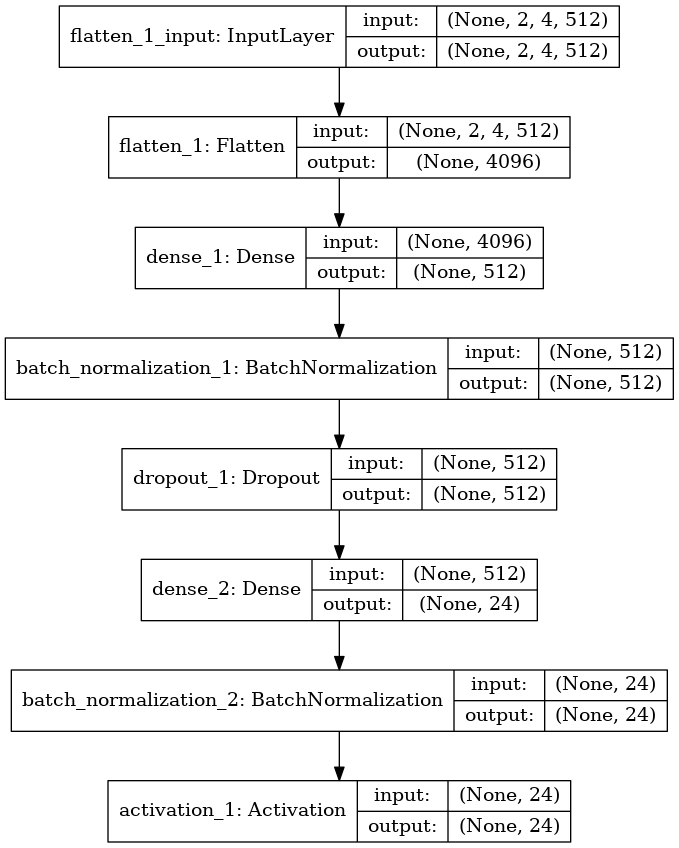 flatten_1_input: InputLayer
input: (None, 2, 4, 512)
output: (None, 2, 4, 512)
flatten_1: Flatten
input: (None, 2, 4, 512)
output: (None, 4096)
dense_1: Dense
input: (None, 4096)
output: (None, 512)
batch_normalization_1: BatchNormalization
input: (None, 512)
output: (None, 512)
dropout_1: Dropout
input: (None, 512)
output: (None, 512)
dense_2: Dense
input: (None, 512)
output: (None, 24)
batch_normalization_2: BatchNormalization
input: (None, 24)
output: (None, 24)
activation_1: Activation
input: (None, 24)
output: (None, 24)